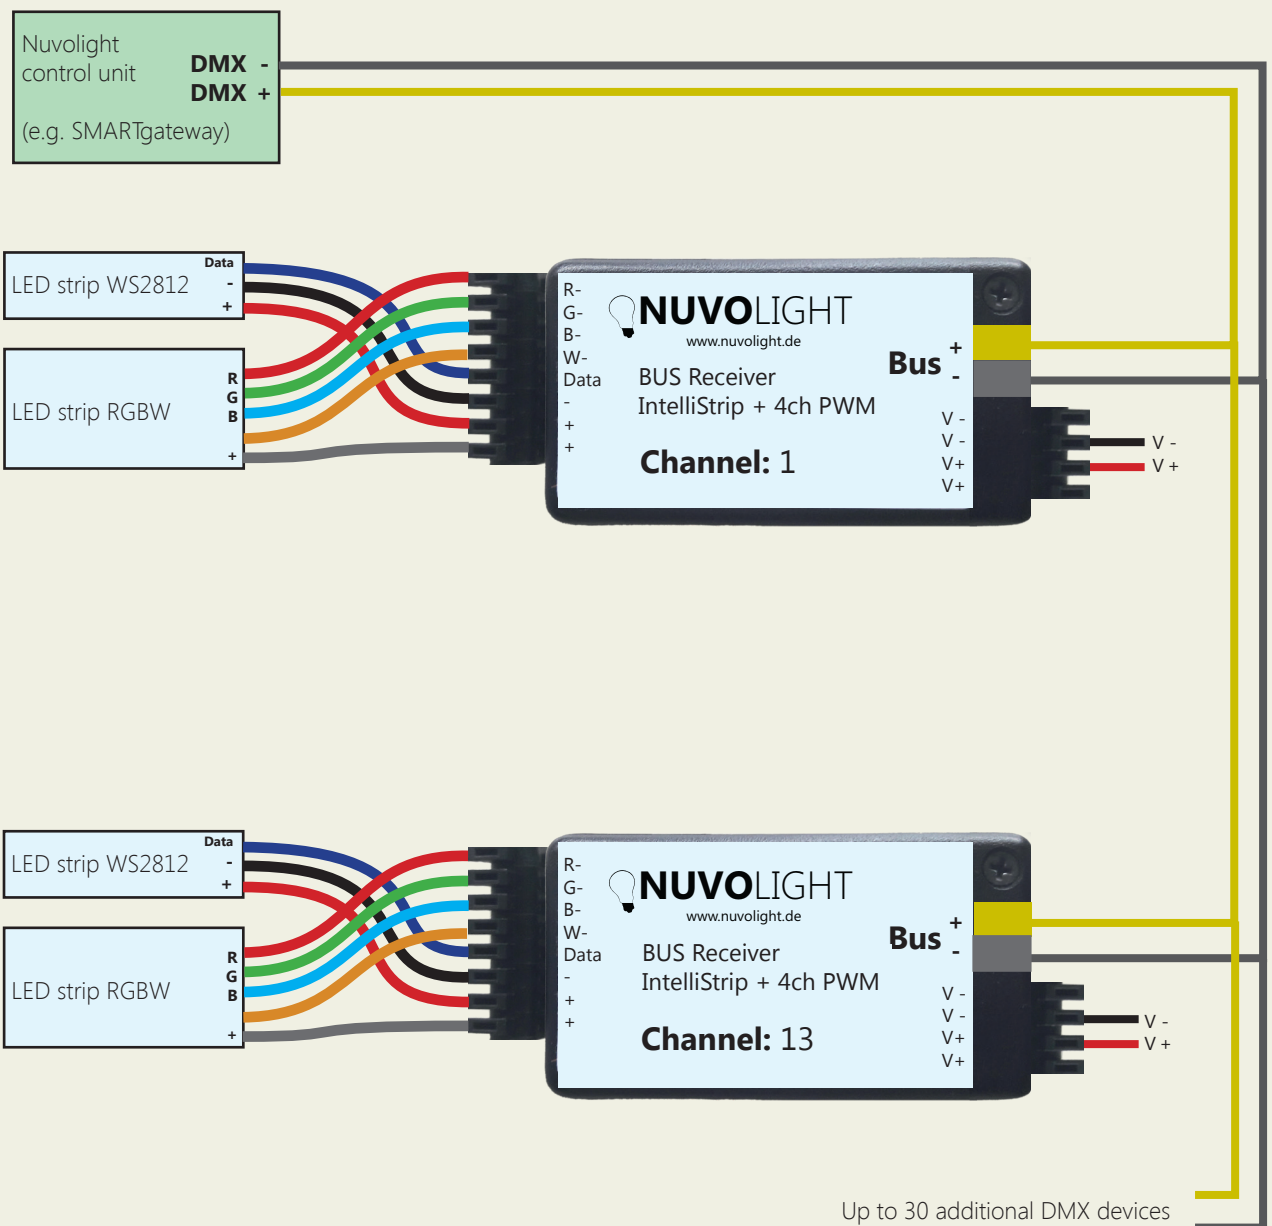 Nuvolight
control unit
(e.g. SMARTgateway)
DMX -
DMX +
LED strip WS2812
Data
-
+
LED strip RGBW
R
G
B
+
R-
G-
B-
W-
Data
-
+
+
NUVOLIGHT
www.nuvolight.de
BUS Receiver
IntelliStrip + 4ch PWM
Channel: 1
Bus
+
-
V -
V -
V+
V+
V -
V +
LED strip WS2812
Data
-
+
LED strip RGBW
R
G
B
+
R-
G-
B-
W-
Data
-
+
+
NUVOLIGHT
www.nuvolight.de
BUS Receiver
IntelliStrip + 4ch PWM
Channel: 13
Bus
+
-
V -
V -
V+
V+
V -
V +
Up to 30 additional DMX devices